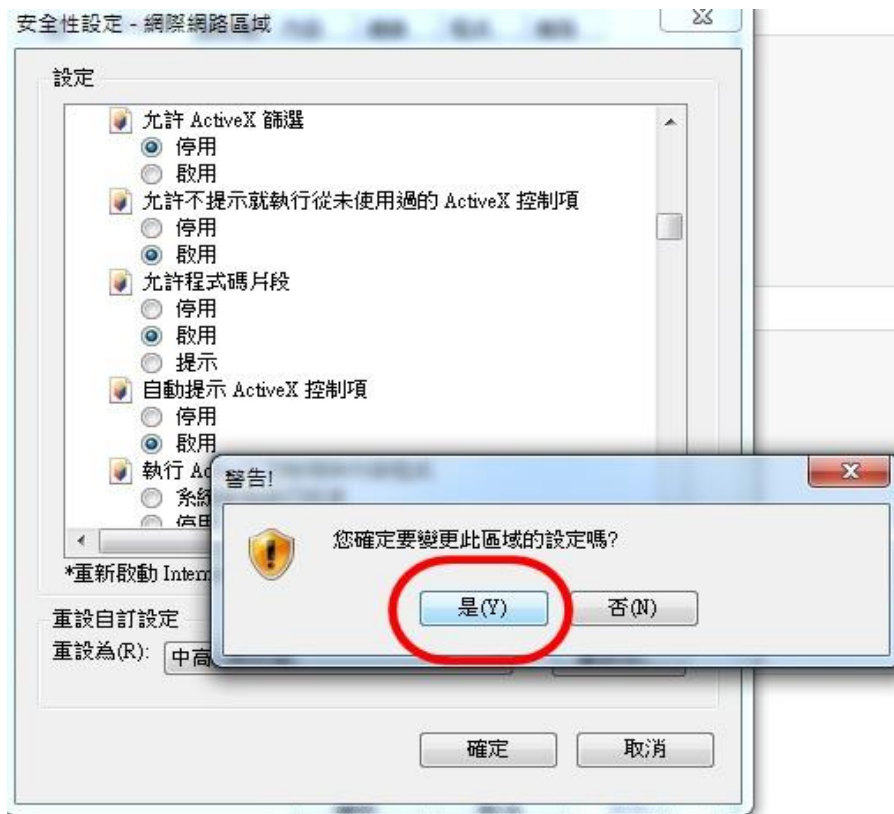 安全性設定 - 網際網路區域
設定
允許 ActiveX 篩選
停用
啟用
允許不提示就執行從未使用過的 ActiveX 控制項
停用
啟用
允許程式碼片段
停用
啟用
提示
自動提示 ActiveX 控制項
停用
啟用
執行
停用
*重新啟動
警告!
您確定要變更此區域的設定嗎?
是(Y)
否(N)
重設自訂設定
重設為(R):
中高
確定
取消